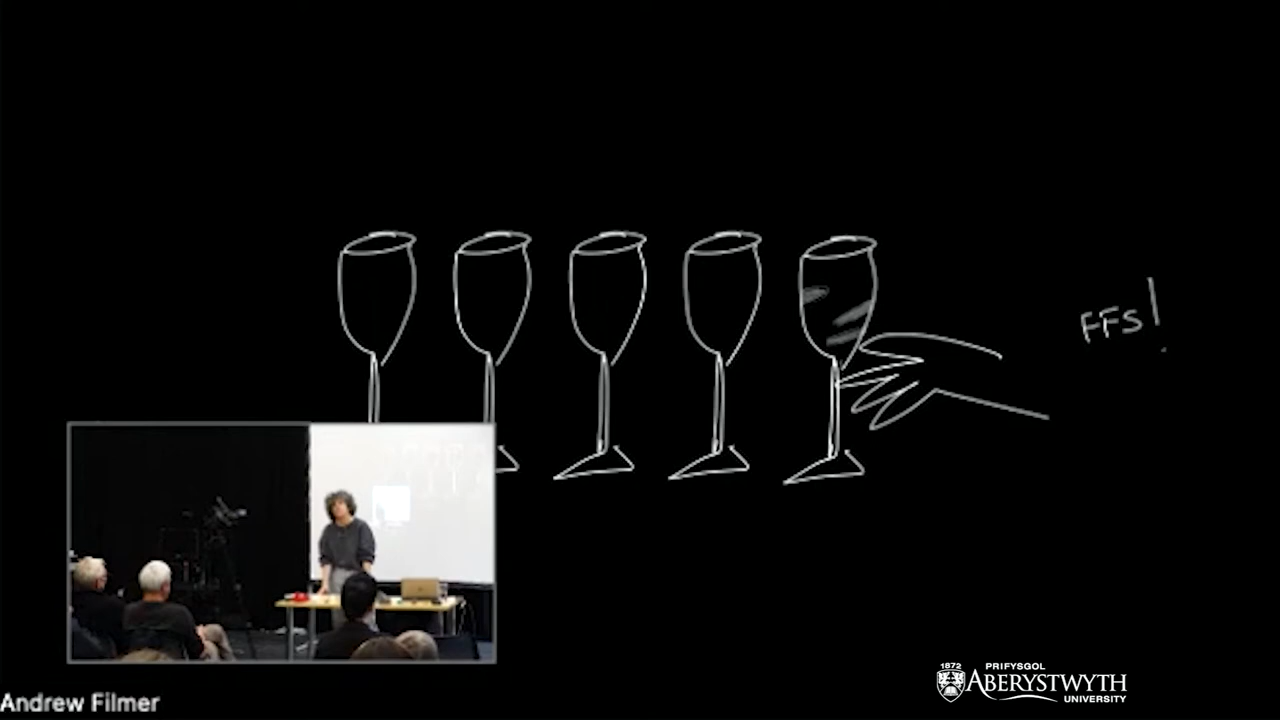 FFS!
Andrew Filmer
1872
PRIFYSGOL
ABERYSTWYTH
UNIVERSITY